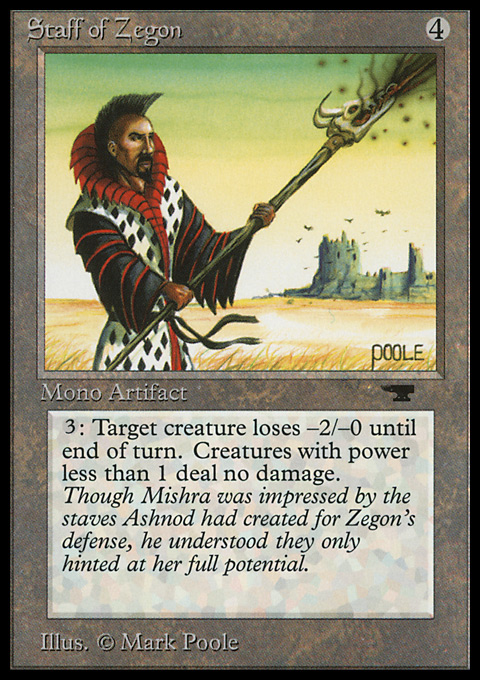 Staff of Zegon 4
POOLE
Mono Artifact
3: Target creature loses –2/–0 until
end of turn. Creatures with power
less than 1 deal no damage.
Though Mishra was impressed by the
staves Ashnod had created for Zegon's
defense, he understood they only
hinted at her full potential.
Illus. © Mark Poole